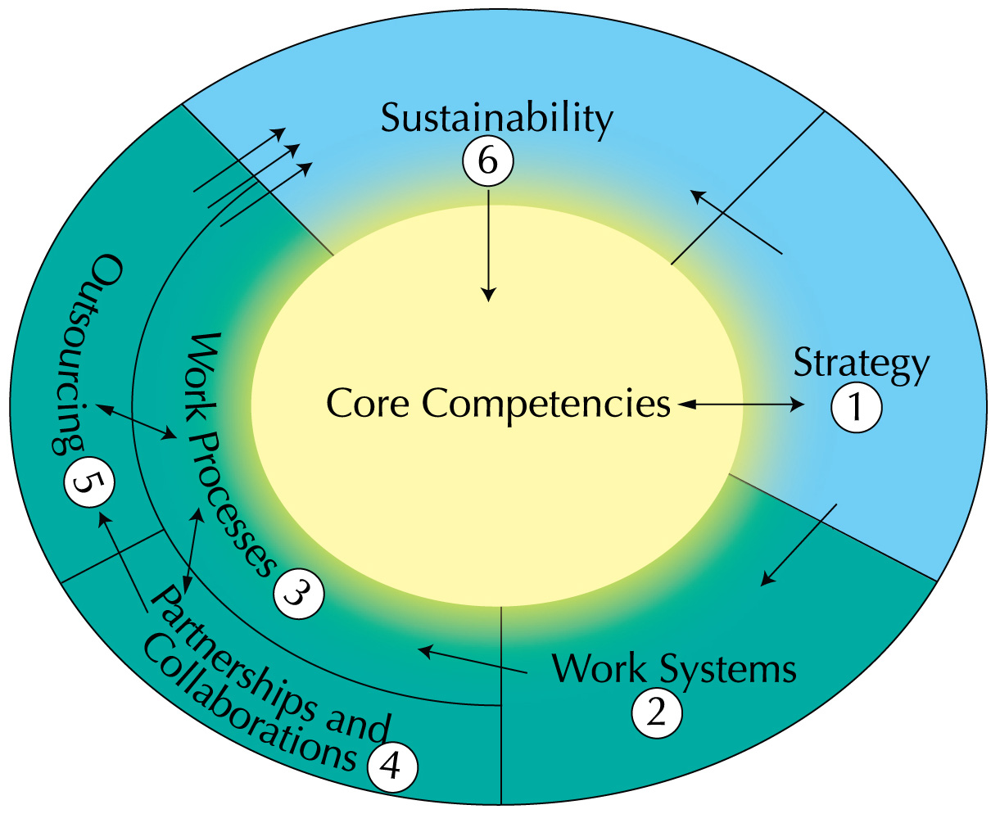 Sustainability
6
Core Competencies
Strategy
1
Work Systems
2
Work Processes
3
Partnerships and
Collaborations
4
Outsourcing
5